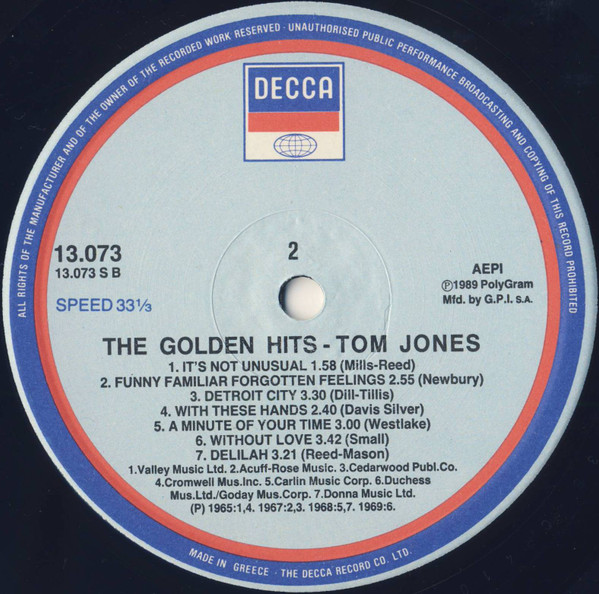 ALL RIGHTS OF THE MANUFACTURER AND OF THE OWNER OF THE RECORDED WORK RESERVED · UNAUTHORISED PUBLIC PERFORMANCE BROADCASTING AND COPYING OF THIS RECORD PROHIBITED
DECCA
2
13.073
13.073 S B
SPEED 33⅓
AEPI
Ⓟ1989 PolyGram
Mfd. by G.P.I. S.A.
THE GOLDEN HITS - TOM JONES
1. IT'S NOT UNUSUAL 1.58 (Mills-Reed)
2. FUNNY FAMILIAR FORGOTTEN FEELINGS 2.55 (Newbury)
3. DETROIT CITY 3.30 (Dill-Tillis)
4. WITH THESE HANDS 2.40 (Davis Silver)
5. A MINUTE OF YOUR TIME 3.00 (Westlake)
6. WITHOUT LOVE 3.42 (Small)
7. DELILAH 3.21 (Reed-Mason)
1.Valley Music Ltd. 2.Acuff-Rose Music. 3.Cedarwood Publ.Co.
4.Cromwell Mus.Inc. 5.Carlin Music Corp. 6.Duchess
Mus.Ltd./Goday Mus.Corp. 7.Donna Music Ltd.
(P) 1965:1,4. 1967:2,3. 1968:5,7. 1969:6.
MADE IN GREECE · THE DECCA RECORD CO. LTD.